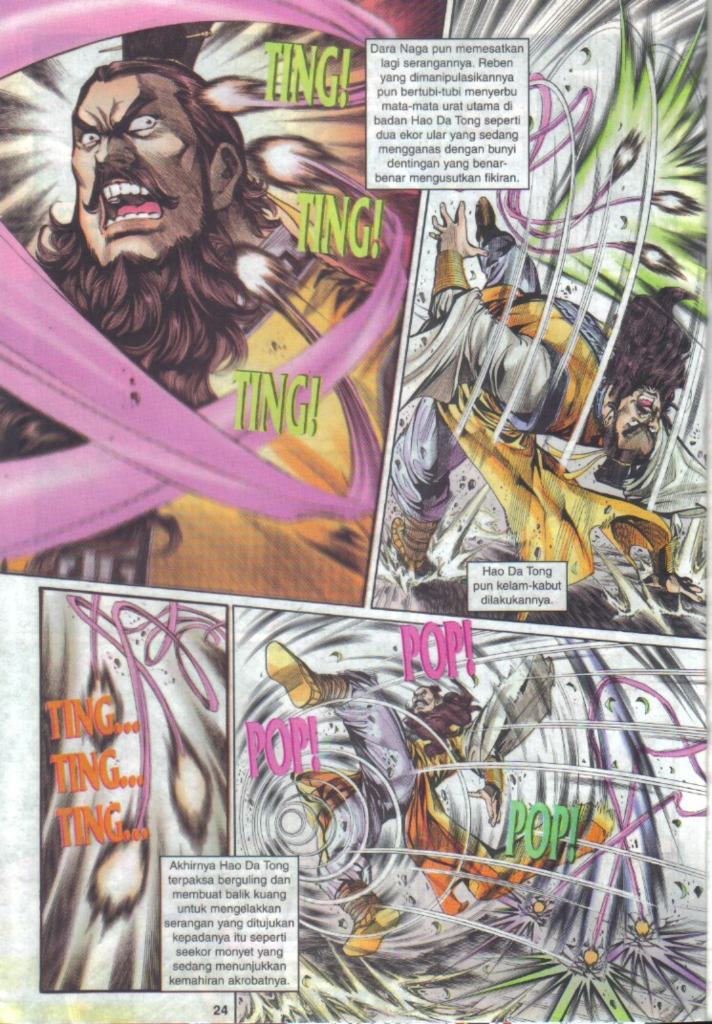 TING!
TING!
TING!
Dara Naga pun memesatkan
lagi serangannya. Reben
yang dimanipulasikannya
pun bertubi-tubi menyerbu
mata-mata urat utama di
badan Hao Da Tong seperti
dua ekor ular yang sedang
mengganas dengan bunyi
dentingan yang benar-
benar mengusutkan fikiran.
Hao Da Tong
pun kelam-kabut
dilakukannya.
TING...
TING...
TING...
Akhirnya Hao Da Tong
terpaksa berguling dan
membuat balik kuang
untuk mengelakkan
serangan yang ditujukan
kepadanya itu seperti
seekor monyet yang
sedang menunjukkan
kemahiran akrobatnya.
POP!
POP!
POP!
24